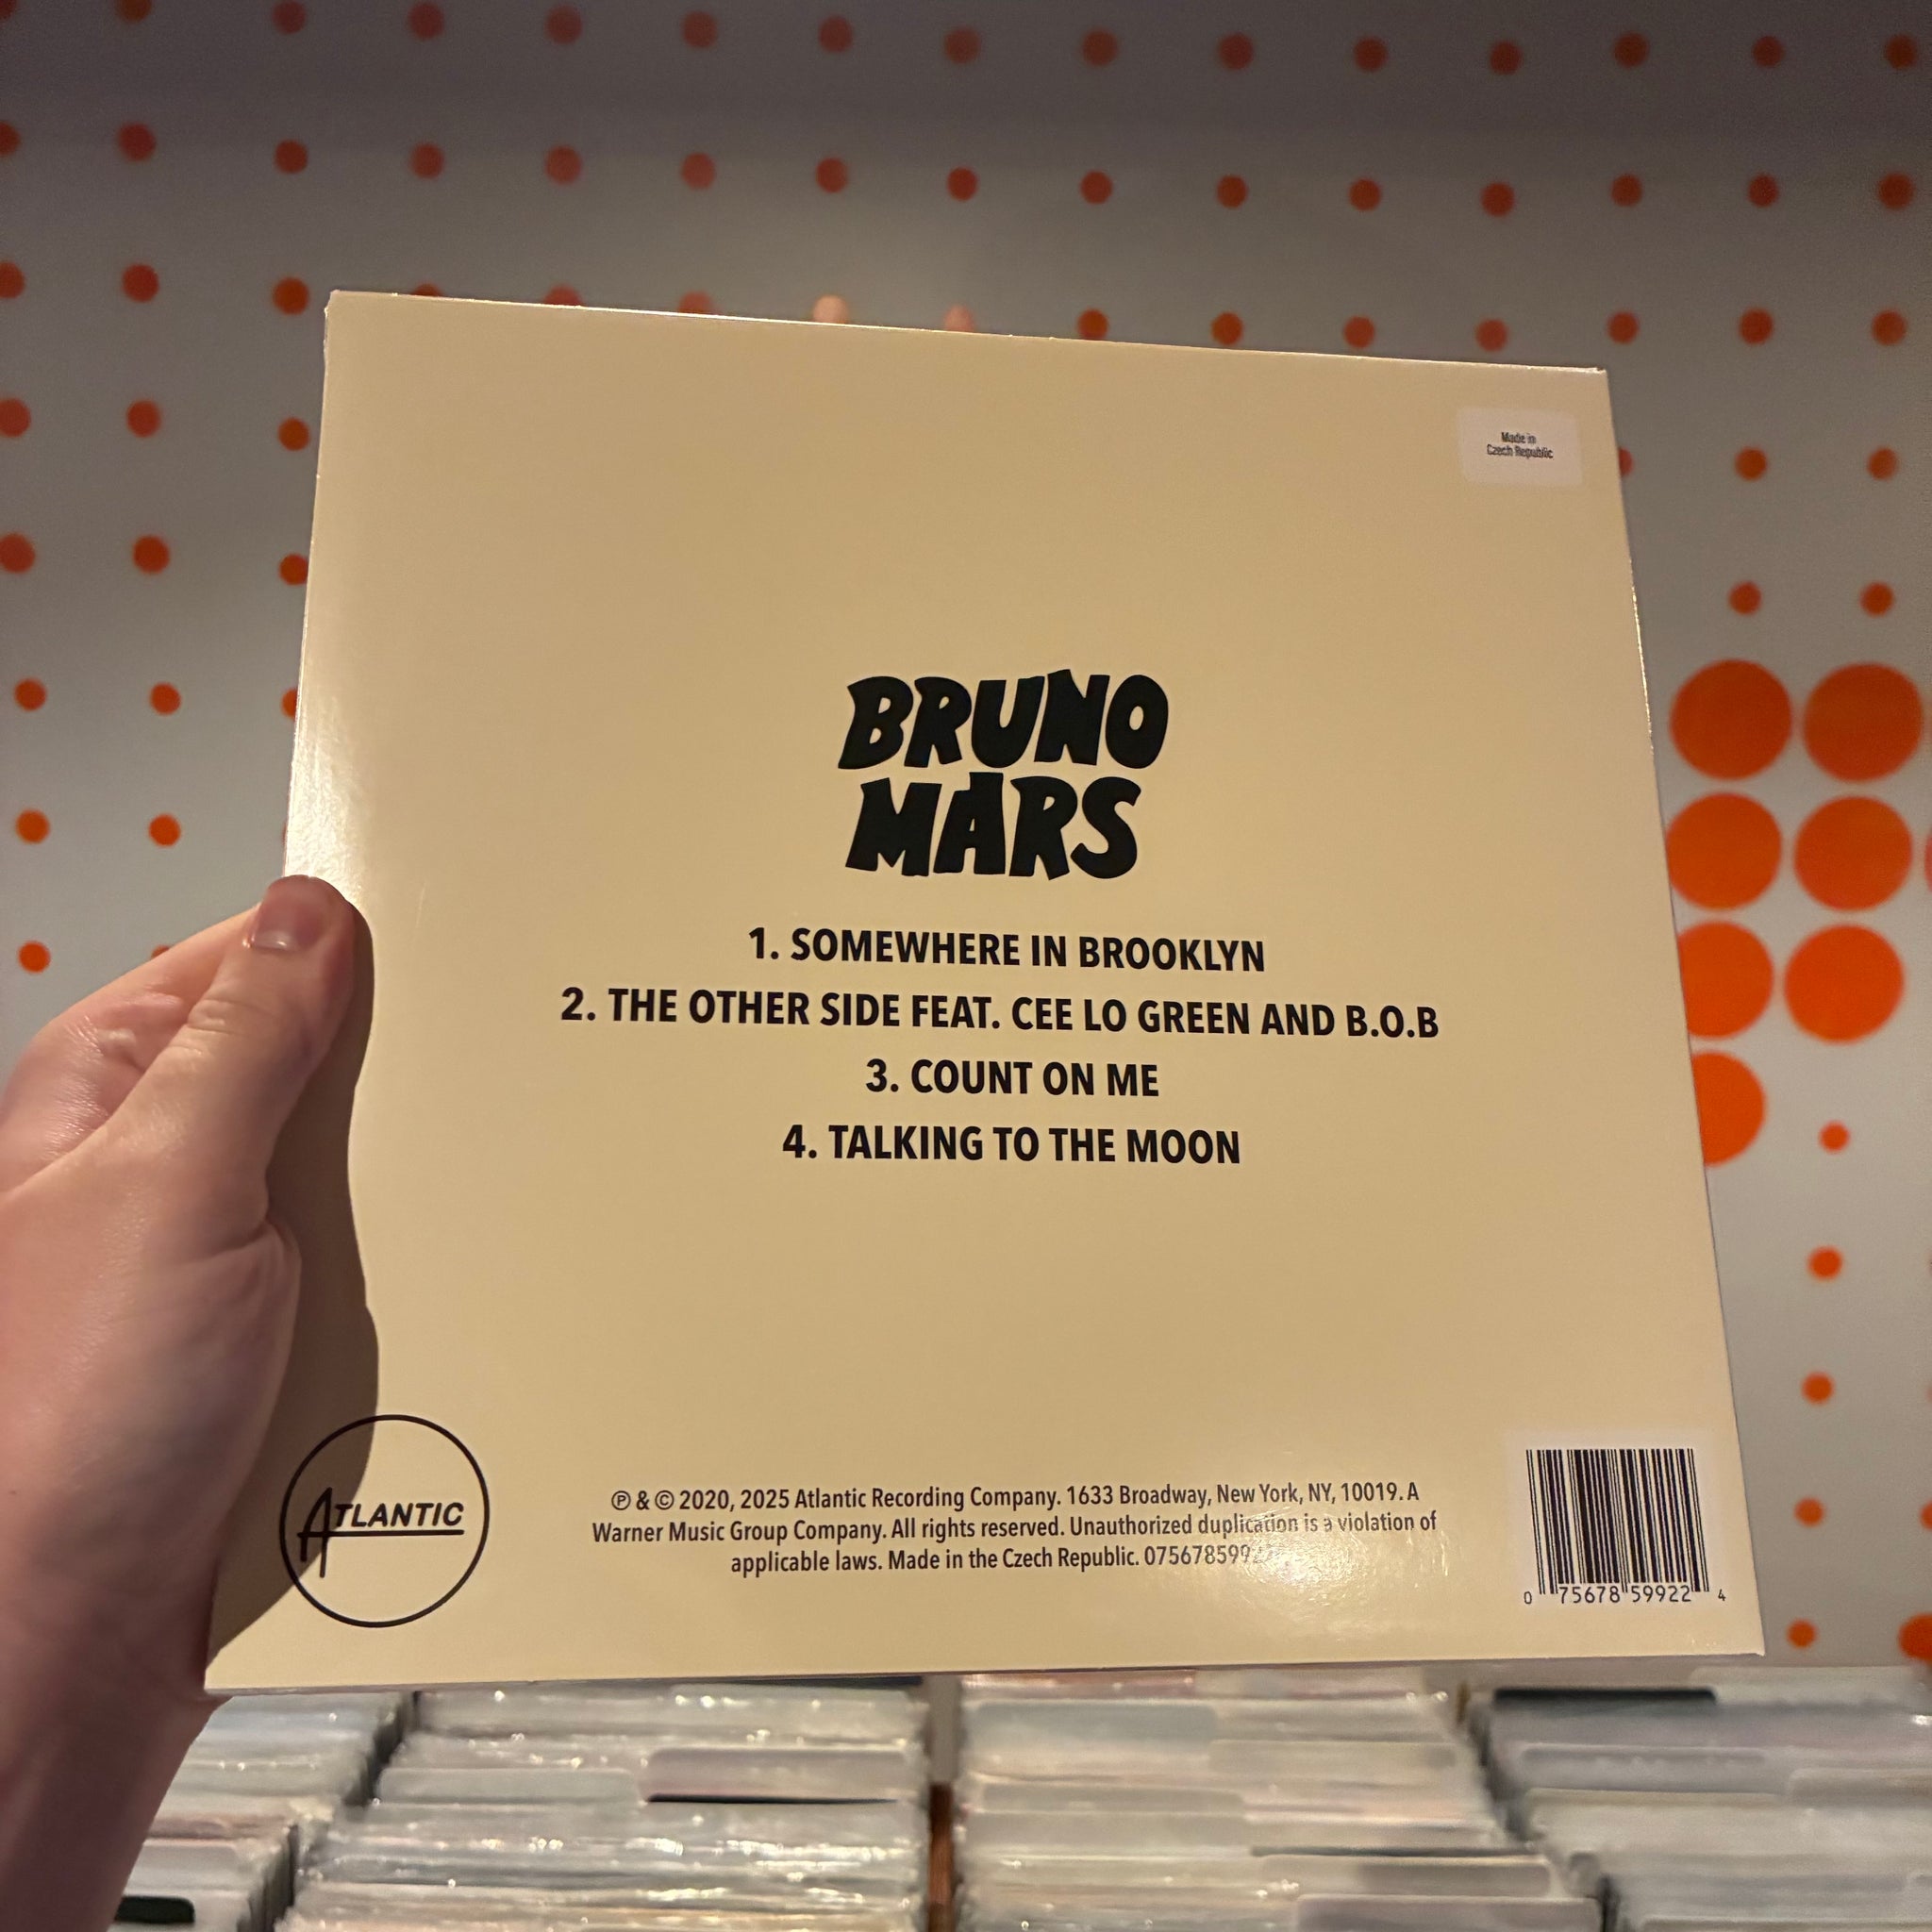 Made in
Czech Republic
BRUNO
MARS
1. SOMEWHERE IN BROOKLYN
2. THE OTHER SIDE FEAT. CEE LO GREEN AND B.O.B
3. COUNT ON ME
4. TALKING TO THE MOON
ATLANTIC
℗ & © 2020, 2025 Atlantic Recording Company. 1633 Broadway, New York, NY, 10019. A
Warner Music Group Company. All rights reserved. Unauthorized duplication is a violation of
applicable laws. Made in the Czech Republic.
0 75678 59922 4